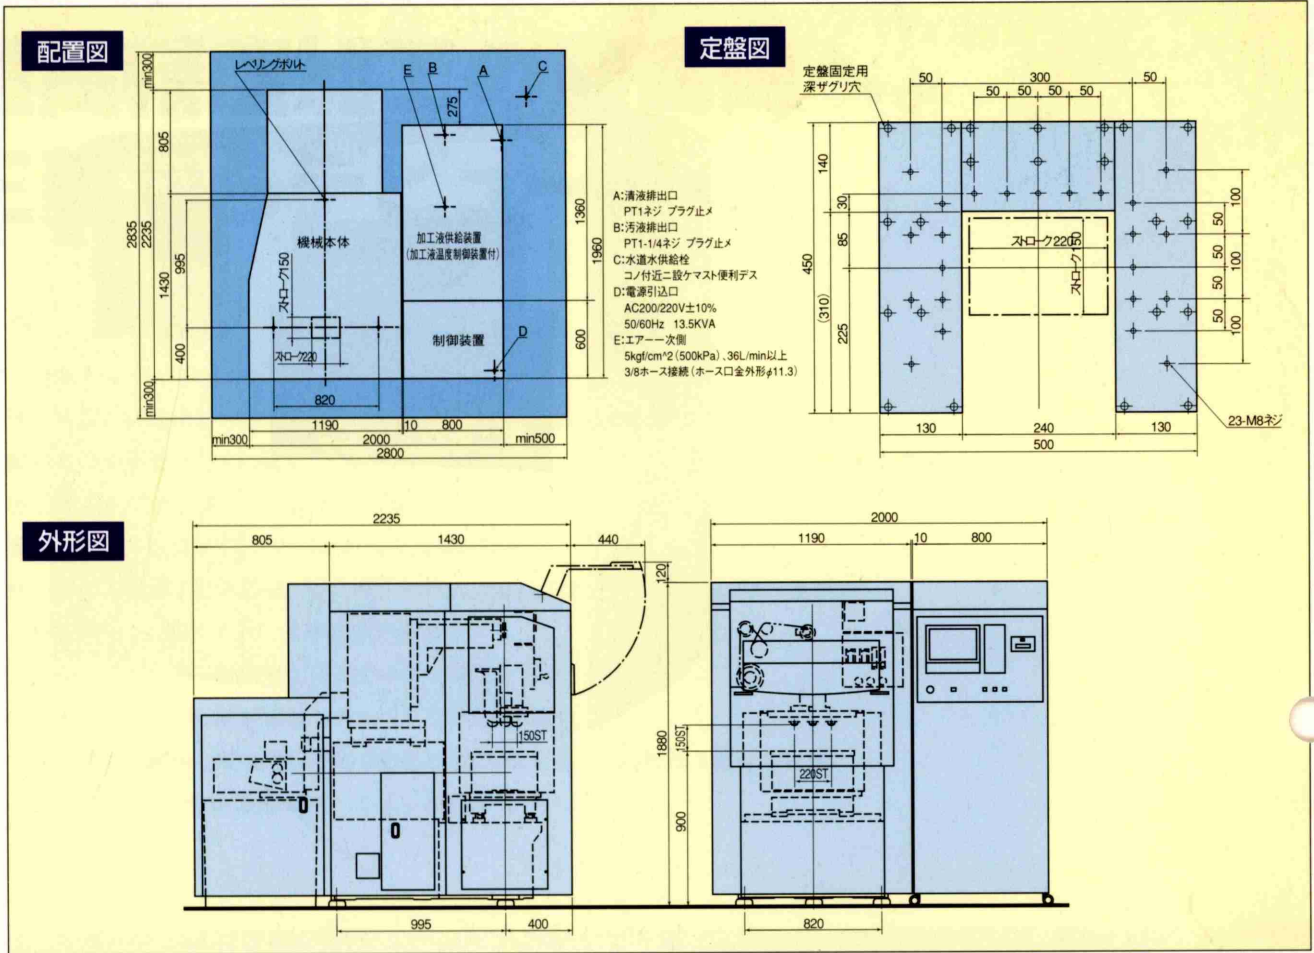 配置図
レベリングボルト
E
B
A
C
min300
275
805
2835
2235
1430
995
400
min300
機械本体
加工液供給装置
(加工液温度制御装置付)
ストローク150
ストローク220
制御装置
D
1360
1960
600
820
1190
10
800
min300
2000
min500
2800
A:清液排出口
PT1ネジ プラグ止メ
B:汚液排出口
PT1-1/4ネジ プラグ止メ
C:水道水供給栓
コノ付近ニ設ケマスト便利デス
D:電源引込口
AC200/220V±10%
50/60Hz 13.5KVA
E:エアー一次側
5kgf/cm^2(500kPa)、36L/min以上
3/8ホース接続(ホース口金外形φ11.3)
定盤図
定盤固定用
深ザグリ穴
50
300
50
50
50
50
50
140
30
85
450
(310)
225
ストローク220
ストローク150
100
50
100
50
50
100
23-M8ネジ
130
240
130
500
外形図
2235
805
1430
440
120
150ST
1880
995
400
2000
1190
10
800
150ST
220ST
900
820